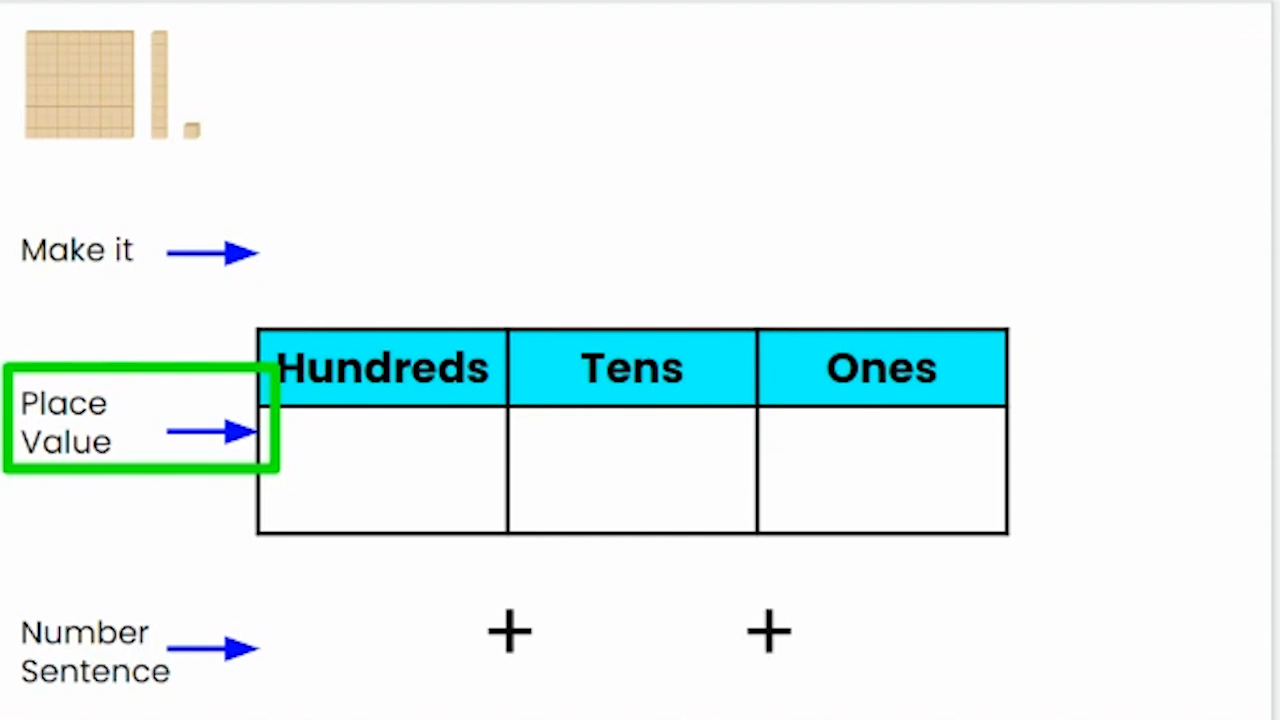 Make it
Hundreds Tens Ones
Place
Value
+ +
Number
Sentence